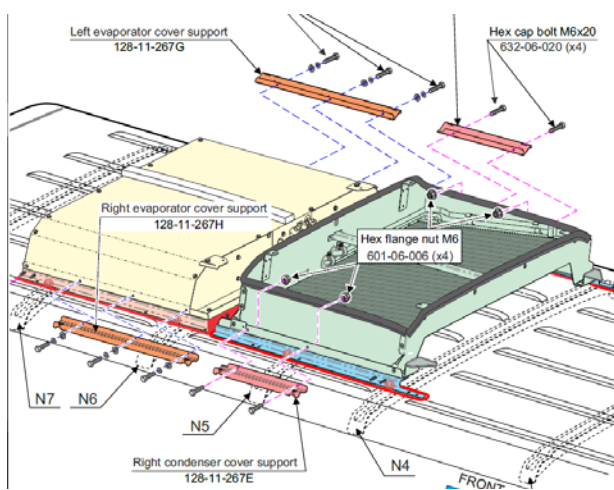 Left evaporator cover support
128-11-267G
Hex cap bolt M6x20
632-06-020 (x4)
Right evaporator cover support
128-11-267H
Hex flange nut M6
601-06-006 (x4)
N7
N6
N5
N4
Right condenser cover support
128-11-267E
FRONT